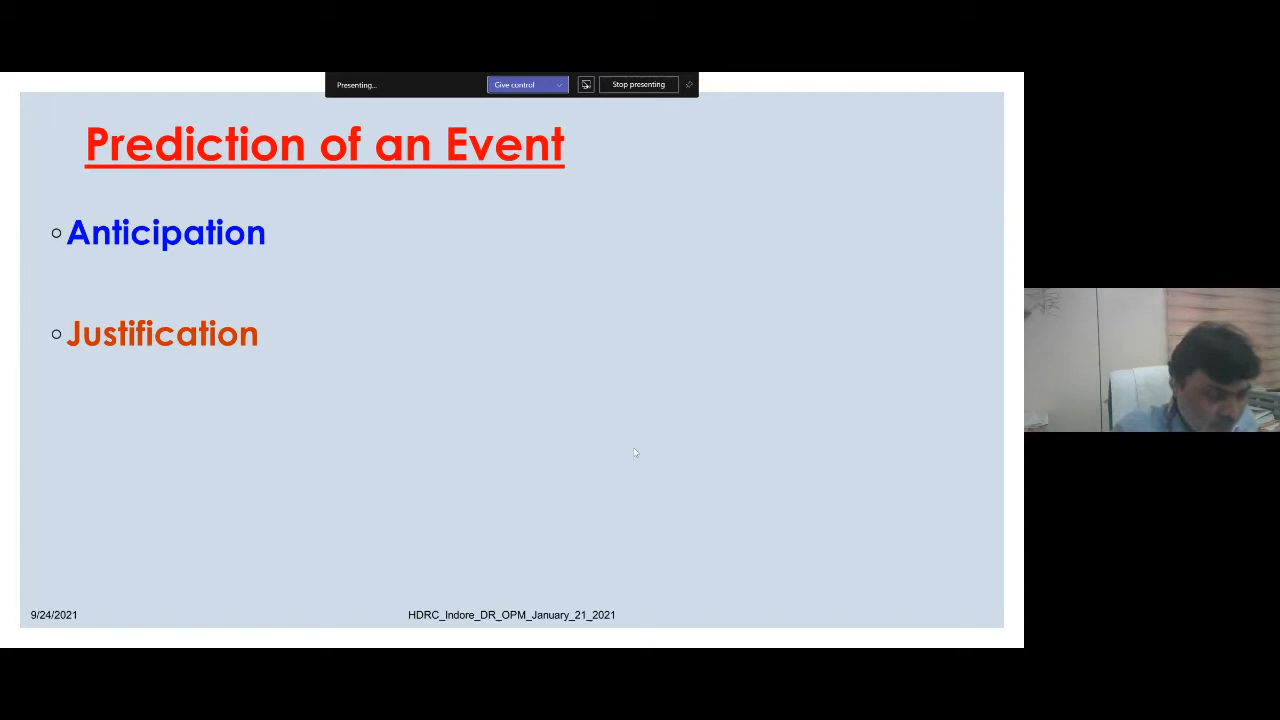 Presenting...
Give control
Stop presenting
Prediction of an Event
Anticipation
Justification
9/24/2021
HDRC_Indore_DR_OPM_January_21_2021